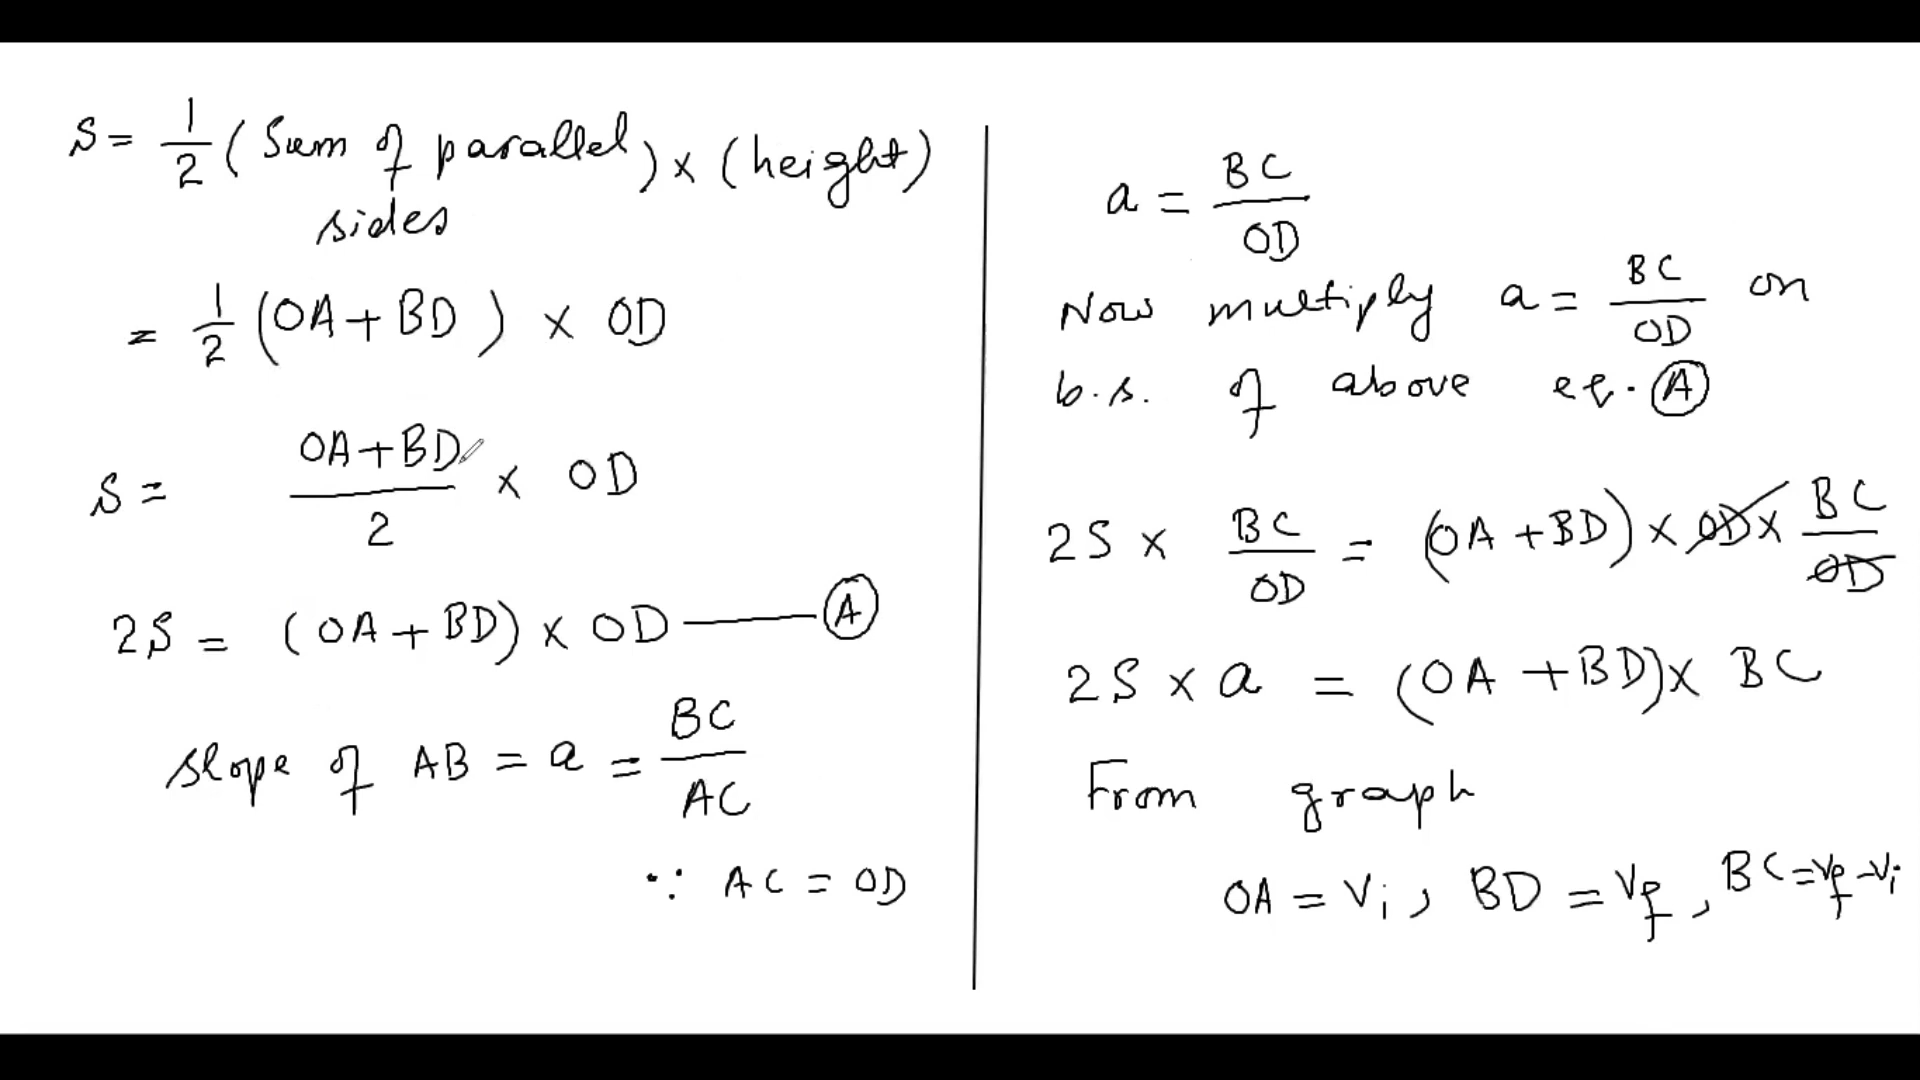 S = 1/2 (Sum of parallel sides) × (height)
= 1/2 (OA + BD) × OD
S = (OA + BD)/2 × OD
2S = (OA + BD) × OD —— Ⓐ
slope of AB = a = BC/AC
∵ AC = OD
a = BC/OD
Now multiply a = BC/OD on
b.s. of above eq. Ⓐ
2S × BC/OD = (OA + BD) × OD × BC/OD
2S × a = (OA + BD) × BC
From graph
OA = Vi, BD = Vf, BC = Vf - Vi